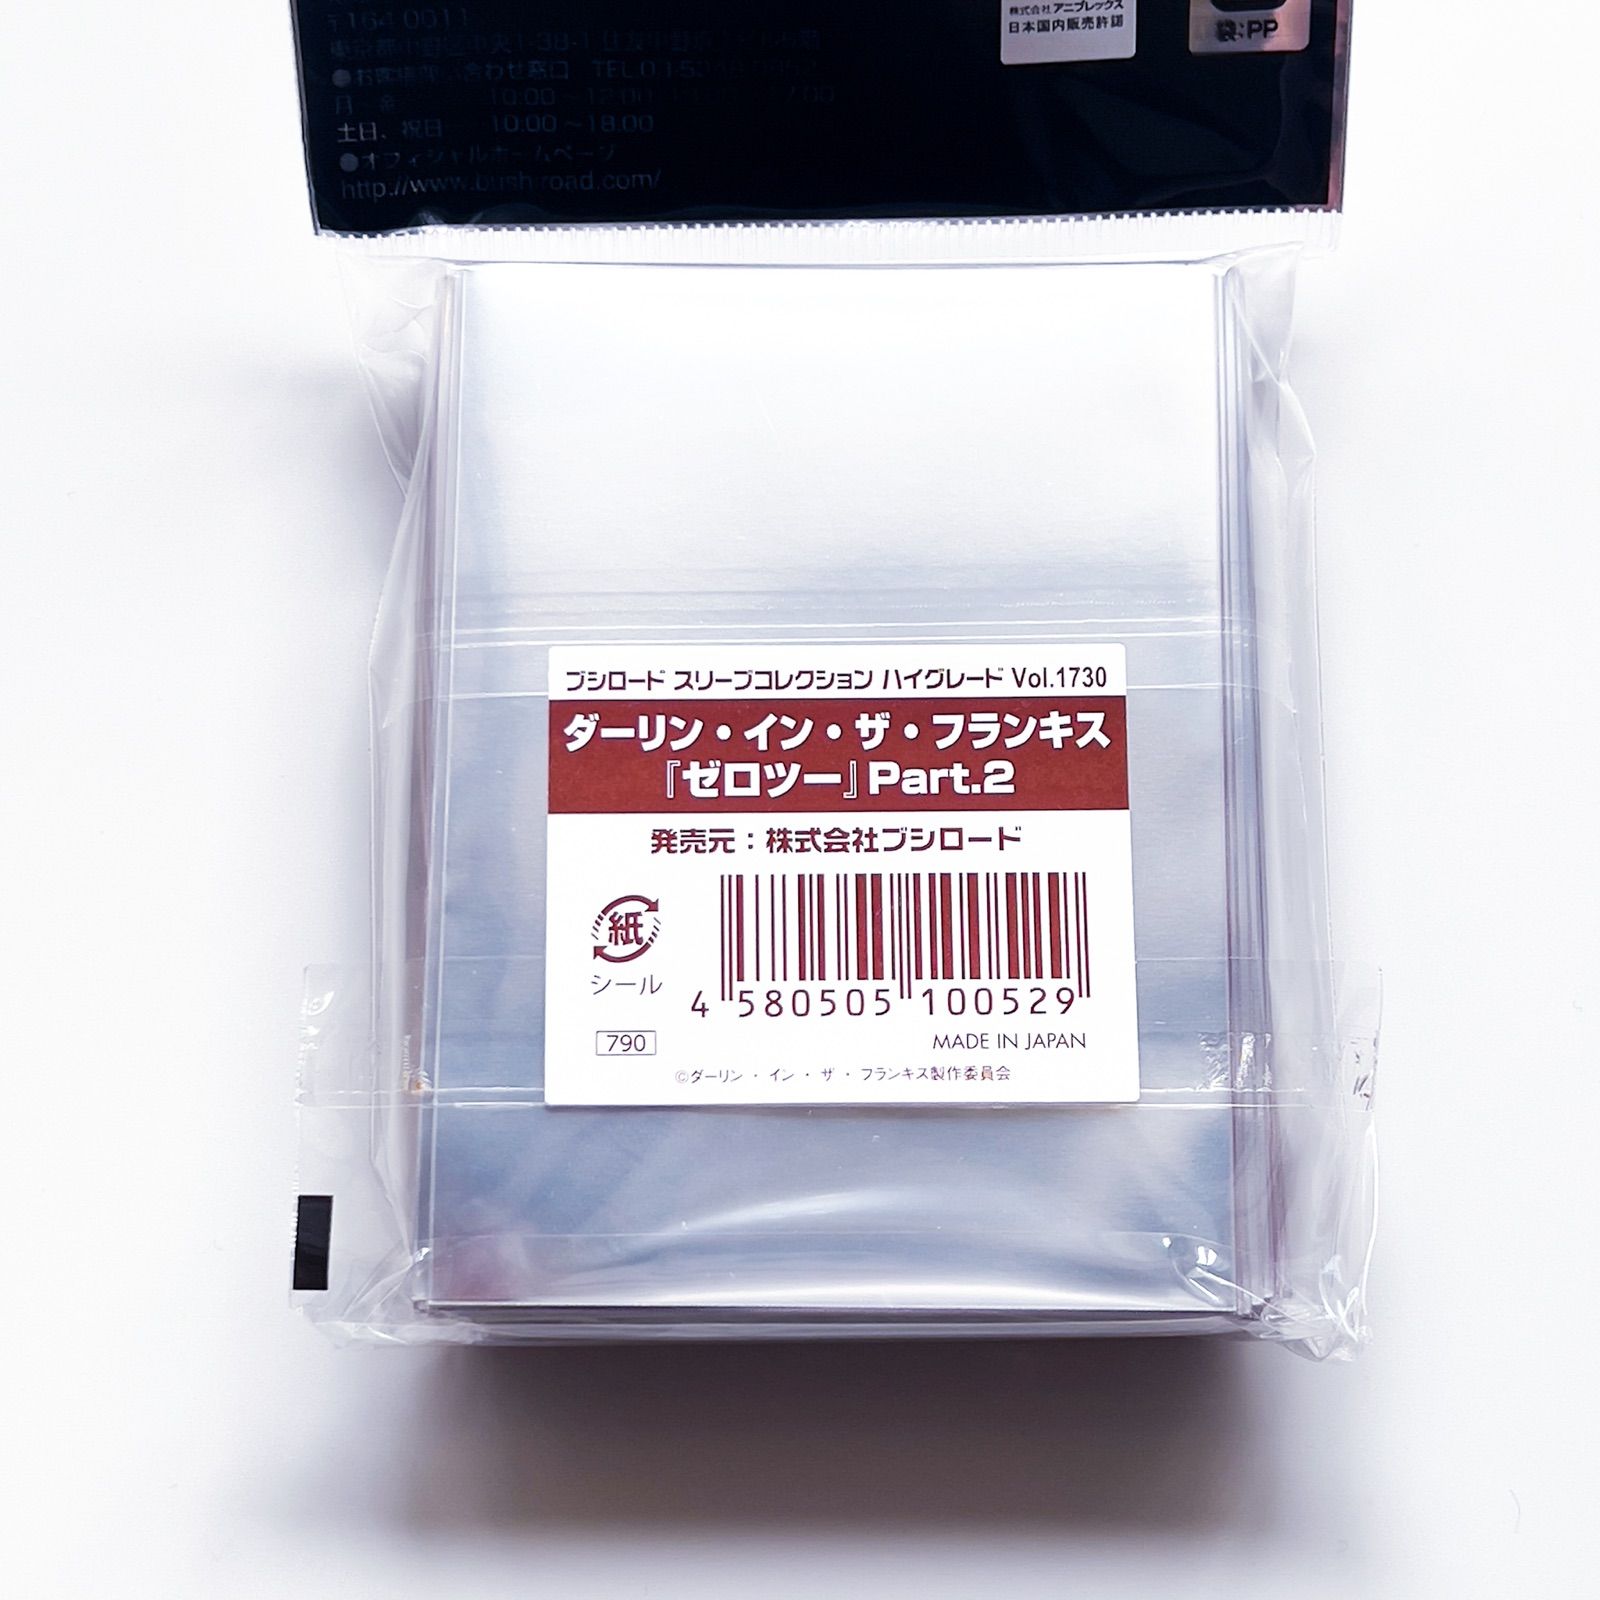 〒164-0011
株式会社アニプレックス
日本国内販売許諾
袋:PP
土日、祝日 10:00～18:00
●オフィシャルホームページ
http://www.bushiroad.com/
ブシロード スリーブコレクション ハイグレード Vol.1730
ダーリン・イン・ザ・フランキス
『ゼロツー』Part.2
発売元：株式会社ブシロード
紙
シール
4 580505 100529
790
MADE IN JAPAN
©ダーリン・イン・ザ・フランキス製作委員会